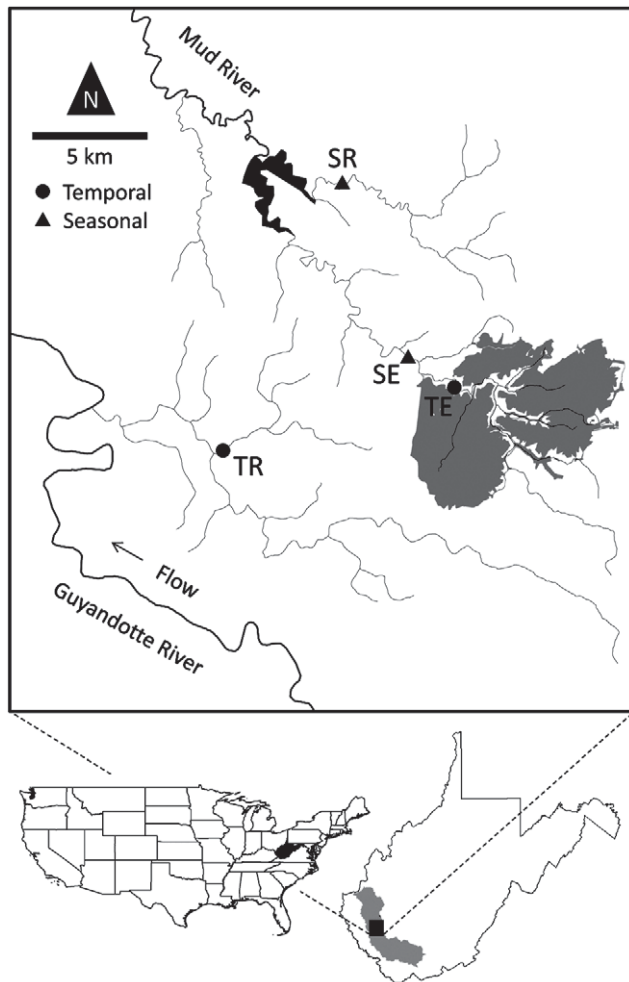 Mud River
N
5 km
Temporal
Seasonal
SR
SE
TE
TR
Flow
Guyandotte River